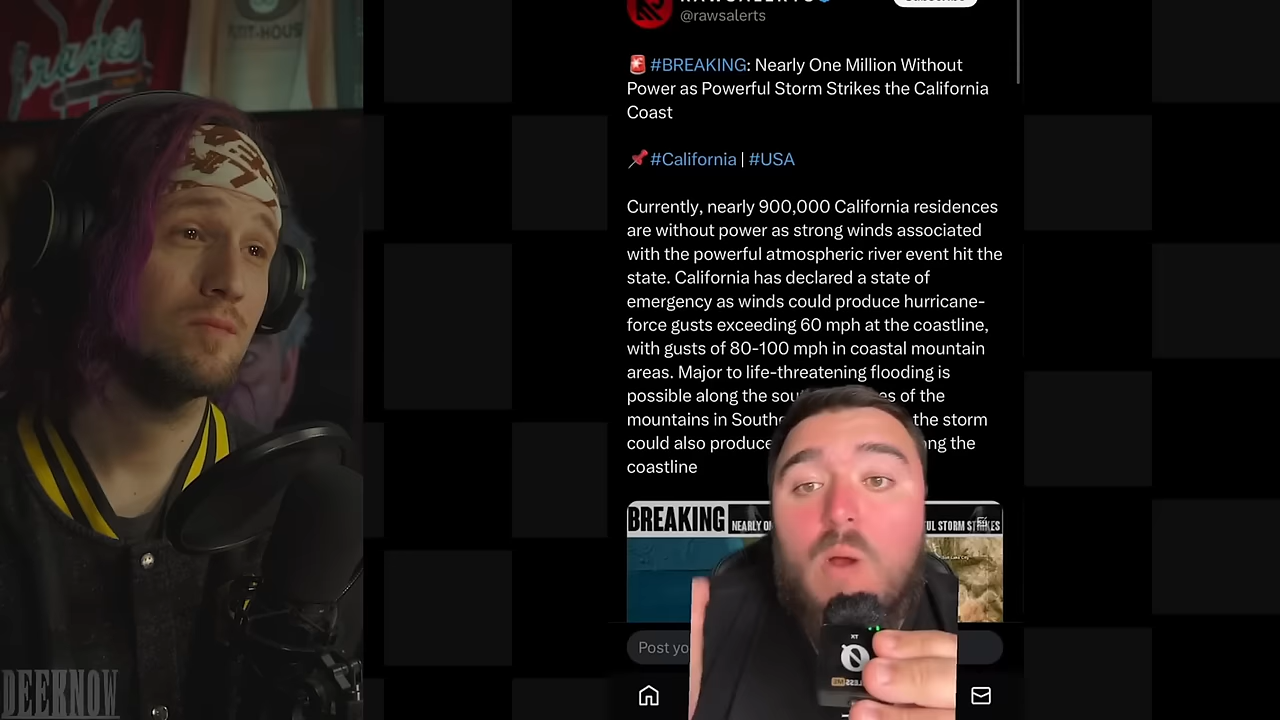 @rawsalerts
🚨#BREAKING: Nearly One Million Without
Power as Powerful Storm Strikes the California
Coast
📌#California | #USA
Currently, nearly 900,000 California residences
are without power as strong winds associated
with the powerful atmospheric river event hit the
state. California has declared a state of
emergency as winds could produce hurricane-
force gusts exceeding 60 mph at the coastline,
with gusts of 80-100 mph in coastal mountain
areas. Major to life-threatening flooding is
possible along the of the
mountains in the storm
could also produce the
coastline
BREAKING NEARLY STORM STRIKES
Post
DEEKNOW